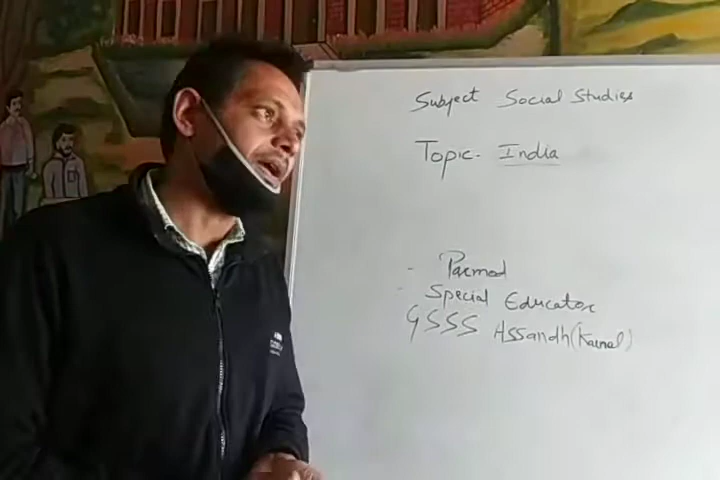 Subject Social Studies
Topic- India
- Parmod
- Special Educator
GSSS Assandh(Karnal)